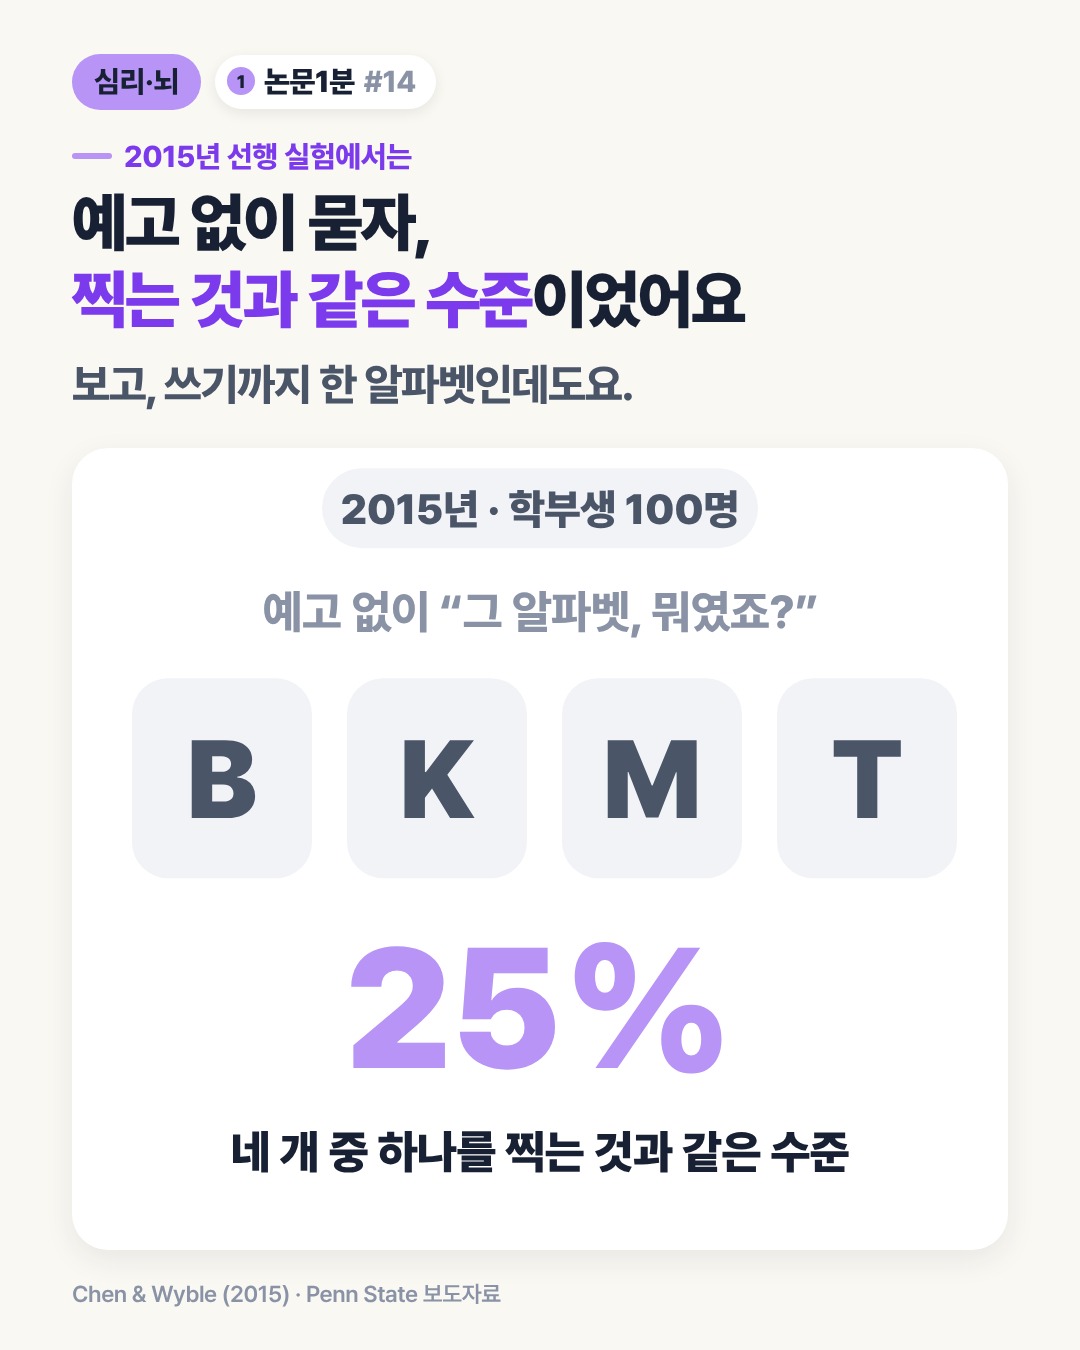 심리·뇌
1 논문1분 #14
2015년 선행 실험에서는
예고 없이 묻자,
찍는 것과 같은 수준이었어요
보고, 쓰기까지 한 알파벳인데도요.
2015년 · 학부생 100명
예고 없이 “그 알파벳, 뭐였죠?”
B K M T
25%
네 개 중 하나를 찍는 것과 같은 수준
Chen & Wyble (2015) · Penn State 보도자료